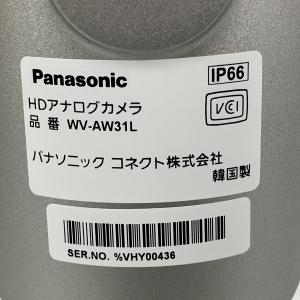 Panasonic
IP66
HDアナログカメラ
品 番 WV-AW31L
VCI
パナソニック コネクト株式会社
韓国製
SER.NO. %VHY00436